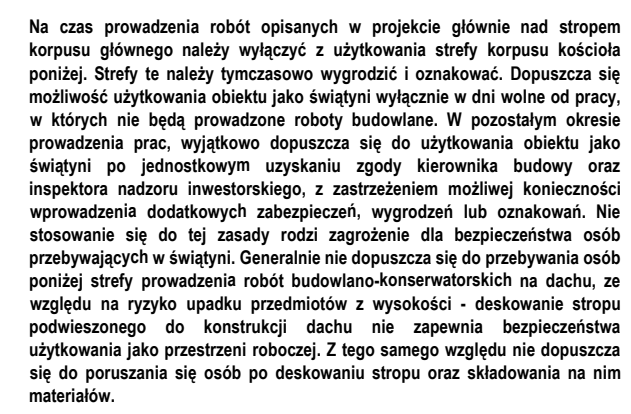 Na czas prowadzenia robót opisanych w projekcie głównie nad stropem
korpusu głównego należy wyłączyć z użytkowania strefy korpusu kościoła
poniżej. Strefy te należy tymczasowo wygrodzić i oznakować. Dopuszcza się
możliwość użytkowania obiektu jako świątyni wyłącznie w dni wolne od pracy,
w których nie będą prowadzone roboty budowlane. W pozostałym okresie
prowadzenia prac, wyjątkowo dopuszcza się do użytkowania obiektu jako
świątyni po jednostkowym uzyskaniu zgody kierownika budowy oraz
inspektora nadzoru inwestorskiego, z zastrzeżeniem możliwej konieczności
wprowadzenia dodatkowych zabezpieczeń, wygrodzeń lub oznakowań. Nie
stosowanie się do tej zasady rodzi zagrożenie dla bezpieczeństwa osób
przebywających w świątyni. Generalnie nie dopuszcza się do przebywania osób
poniżej strefy prowadzenia robót budowlano-konserwatorskich na dachu, ze
względu na ryzyko upadku przedmiotów z wysokości - deskowanie stropu
podwieszonego do konstrukcji dachu nie zapewnia bezpieczeństwa
użytkowania jako przestrzeni roboczej. Z tego samego względu nie dopuszcza
się do poruszania się osób po deskowaniu stropu oraz składowania na nim
materiałów.